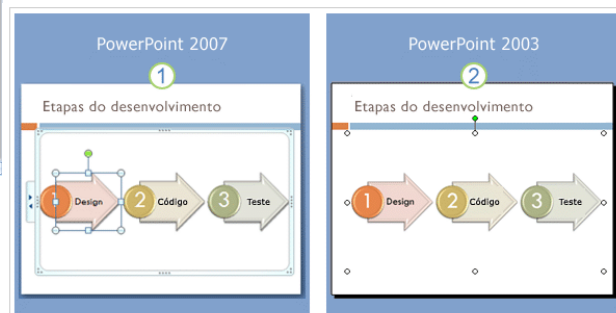 PowerPoint 2007
1
Etapas do desenvolvimento
1 Design 2 Código 3 Teste
PowerPoint 2003
2
Etapas do desenvolvimento
1 Design 2 Código 3 Teste